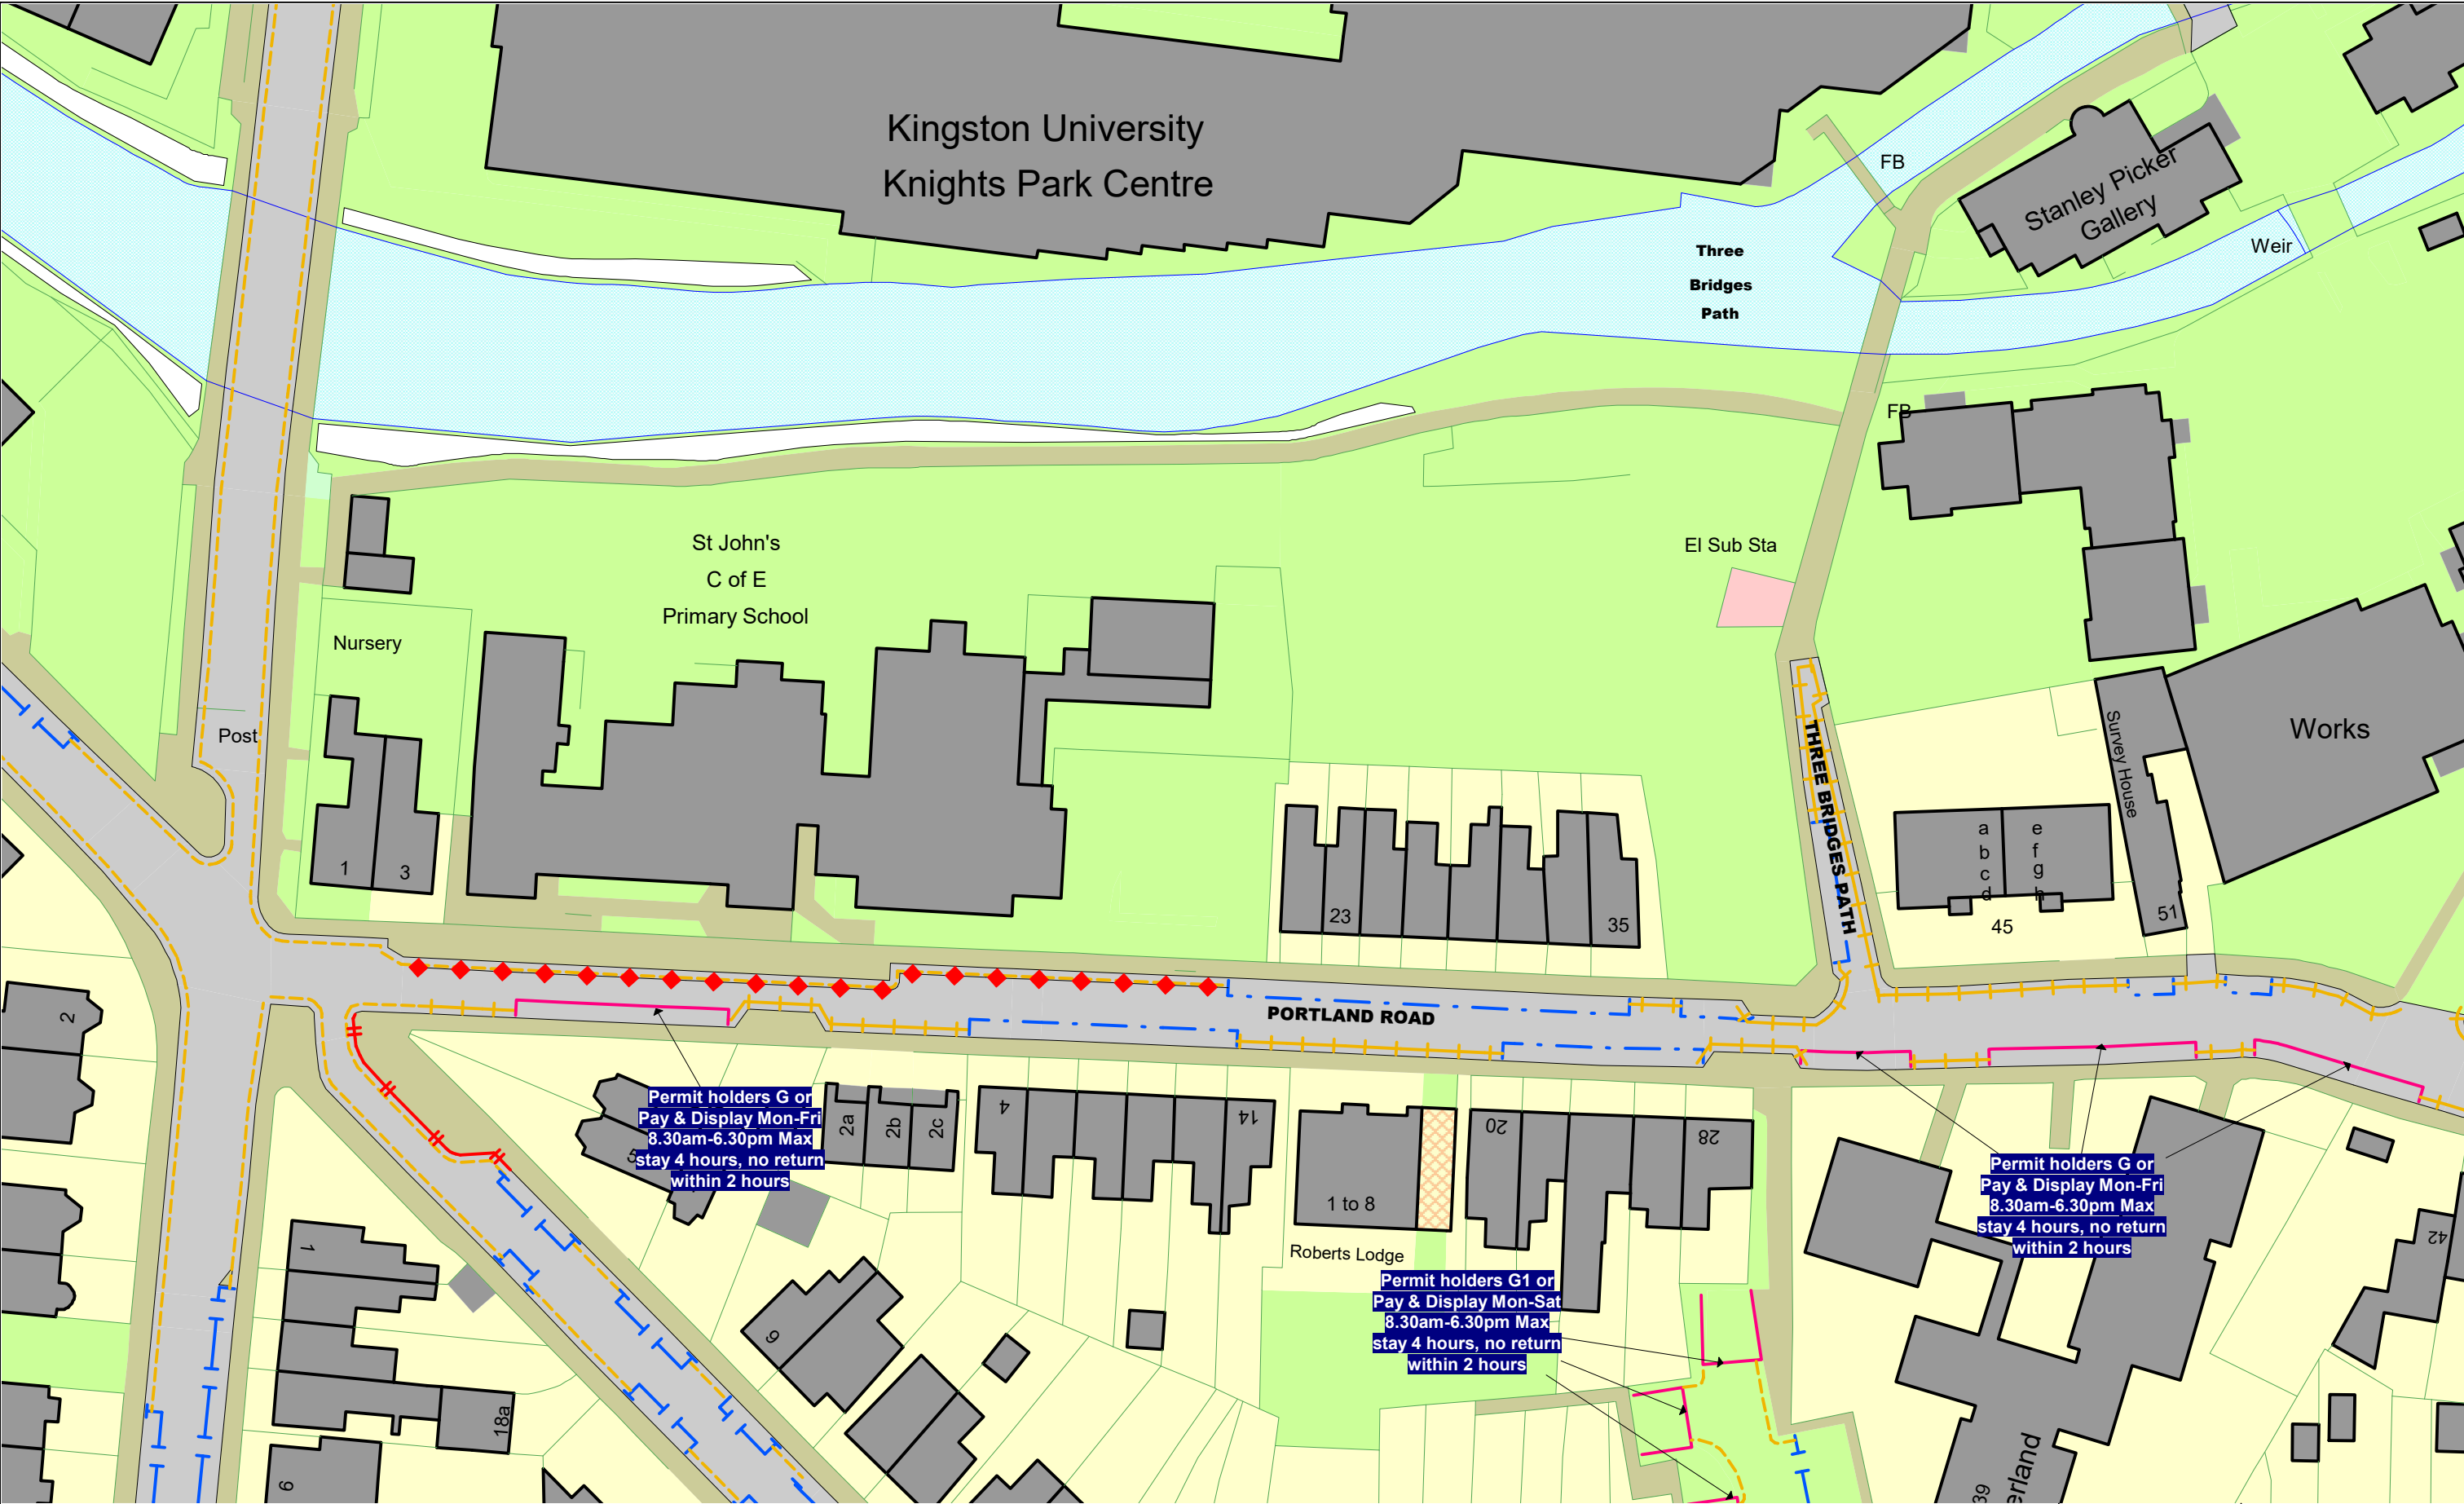 Kingston University
Knights Park Centre
FB
Stanley Picker
Gallery
Weir
Three
Bridges
Path
FB
St John's
C of E
Primary School
El Sub Sta
Nursery
Post
Survey House
Works
THREE BRIDGES PATH
1
3
23
35
a
b
c
d
e
f
g
h
45
51
PORTLAND ROAD
2
Permit holders G or
Pay & Display Mon-Fri
8.30am-6.30pm Max
stay 4 hours, no return
within 2 hours
2a
2b
2c
4
14
1 to 8
Roberts Lodge
20
28
Permit holders G or
Pay & Display Mon-Fri
8.30am-6.30pm Max
stay 4 hours, no return
within 2 hours
42
Permit holders G1 or
Pay & Display Mon-Sat
8.30am-6.30pm Max
stay 4 hours, no return
within 2 hours
1
18a
39
erland